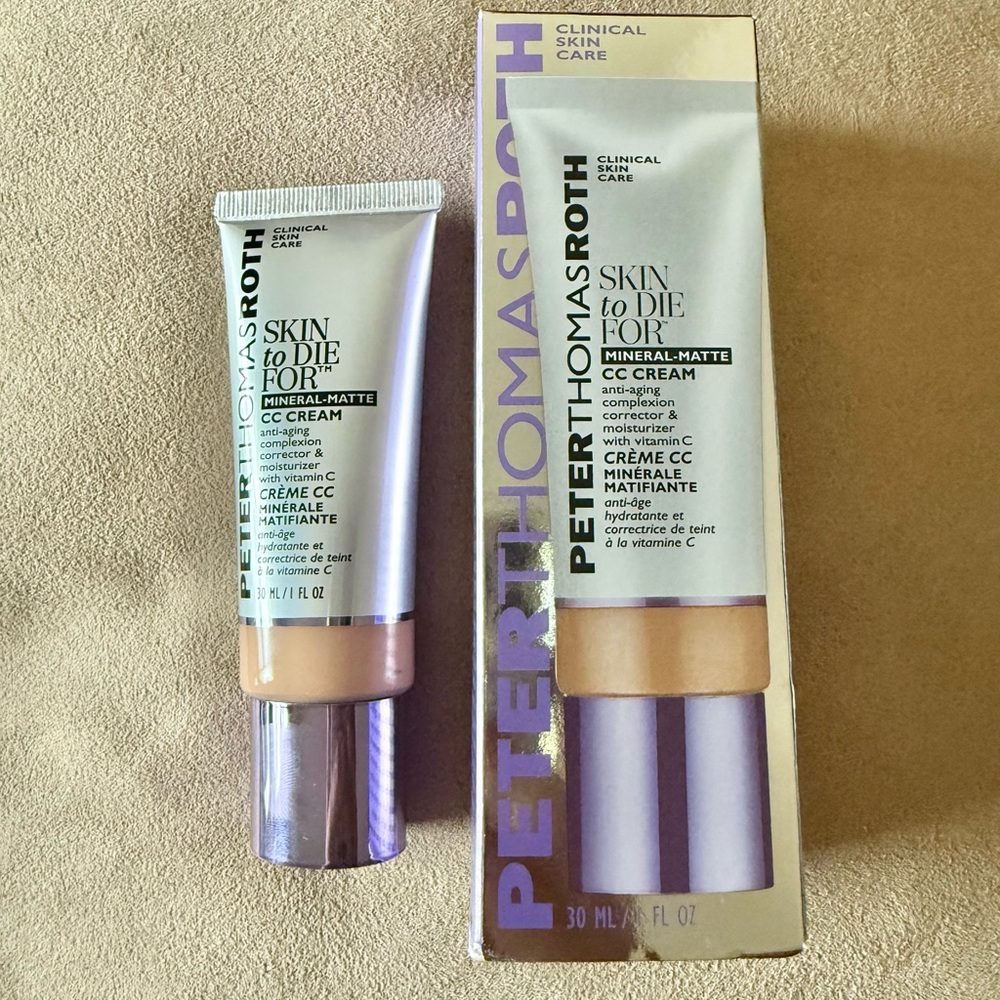 PETERTHOMASROTH
CLINICAL
SKIN
CARE
SKIN
to DIE
FOR™
MINERAL-MATTE
CC CREAM
anti-aging
complexion
corrector &
moisturizer
with vitamin C
CRÈME CC
MINÉRALE
MATIFIANTE
anti-âge
hydratante et
correctrice de teint
à la vitamine C
30 ML / 1 FL OZ
PETERTHOMASROTH
CLINICAL
SKIN
CARE
PETERTHOMASROTH
CLINICAL
SKIN
CARE
SKIN
to DIE
FOR™
MINERAL-MATTE
CC CREAM
anti-aging
complexion
corrector &
moisturizer
with vitamin C
CRÈME CC
MINÉRALE
MATIFIANTE
anti-âge
hydratante et
correctrice de teint
à la vitamine C
30 ML / 1 FL OZ